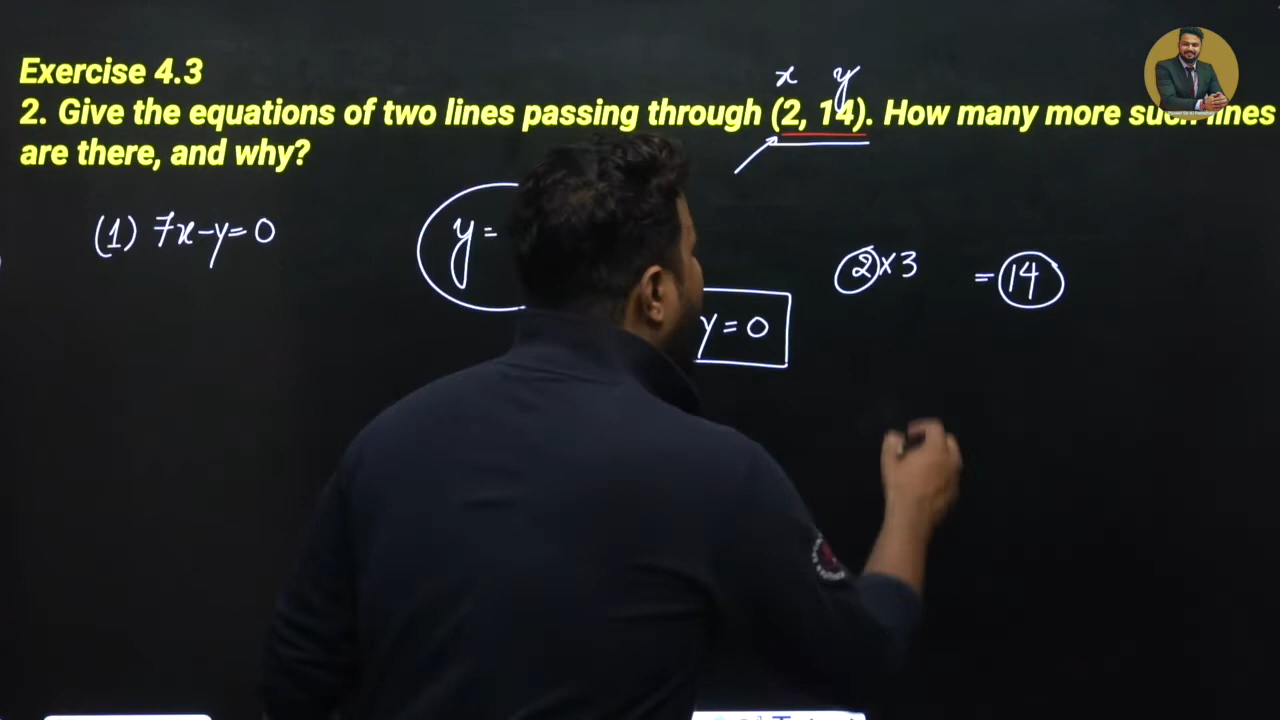 Exercise 4.3
x y
2. Give the equations of two lines passing through (2, 14). How many more such lines
are there, and why?
(1) 7x-y=0
y=
2×3 = 14
y=0